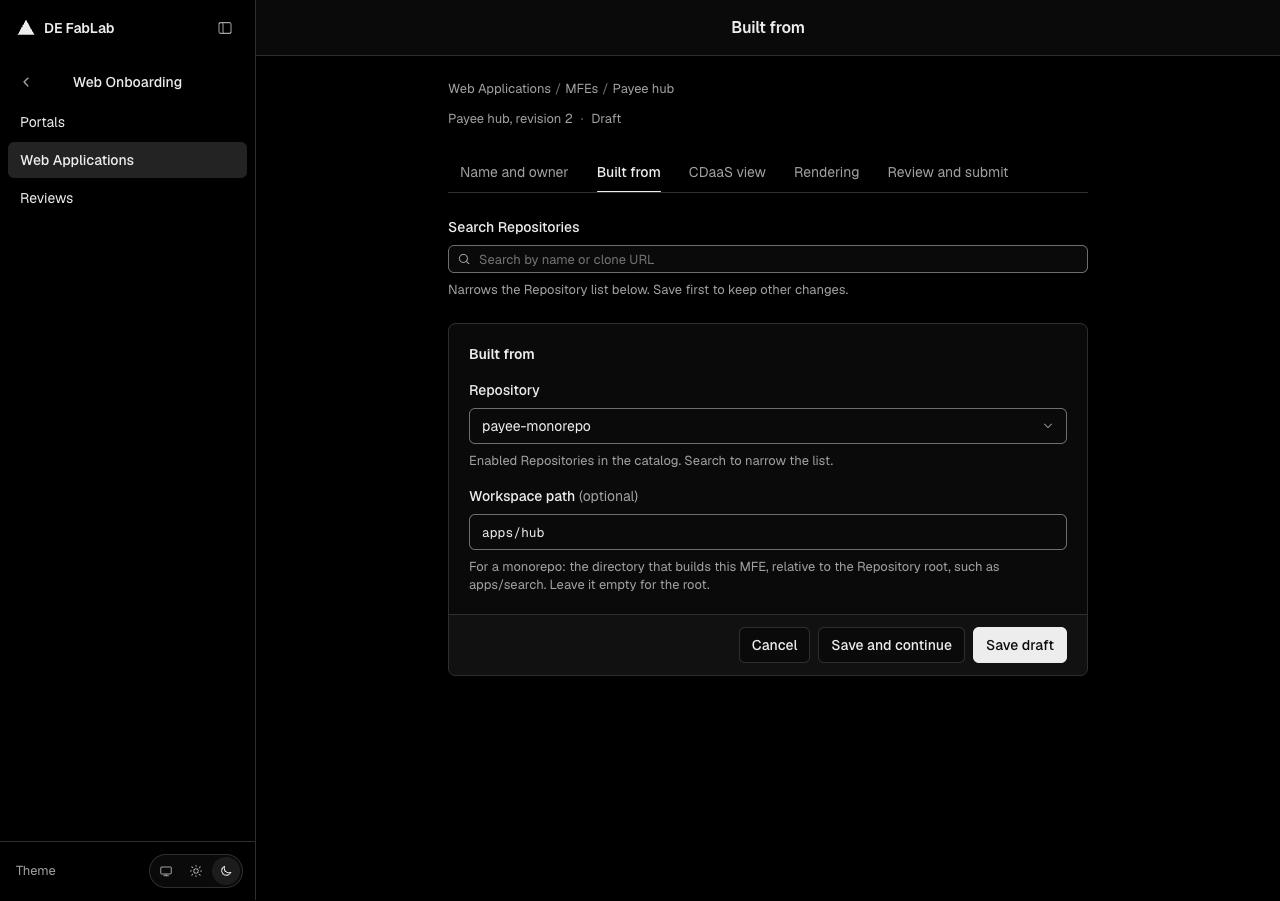 DE FabLab
Web Onboarding
Portals
Web Applications
Reviews
Theme
Built from
Web Applications / MFEs / Payee hub
Payee hub, revision 2 · Draft
Name and owner Built from CDaaS view Rendering Review and submit
Search Repositories
Search by name or clone URL
Narrows the Repository list below. Save first to keep other changes.
Built from
Repository
payee-monorepo
Enabled Repositories in the catalog. Search to narrow the list.
Workspace path (optional)
apps/hub
For a monorepo: the directory that builds this MFE, relative to the Repository root, such as
apps/search. Leave it empty for the root.
Cancel Save and continue Save draft